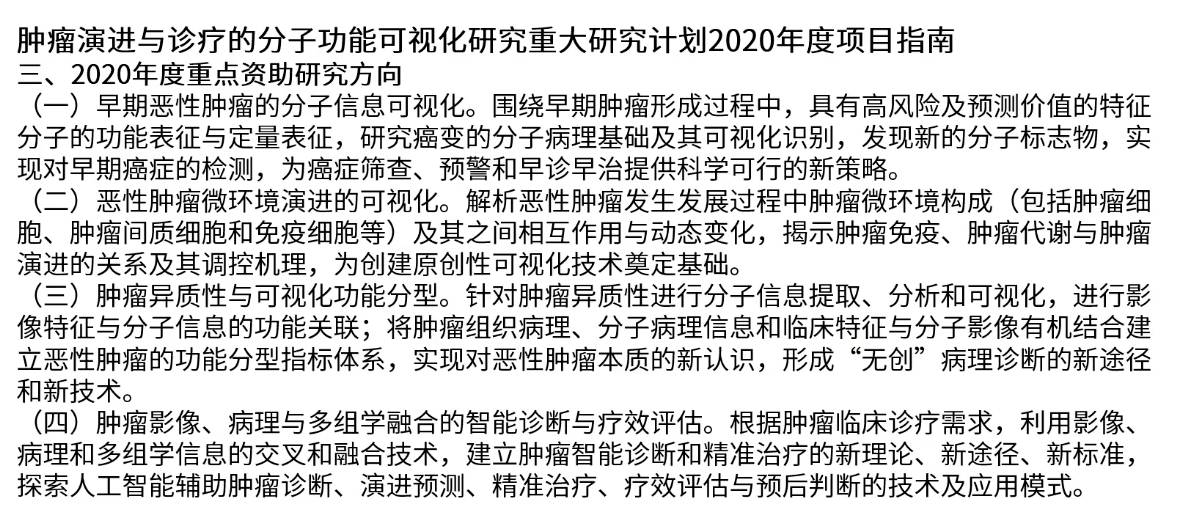 肿瘤演进与诊疗的分子功能可视化研究重大研究计划2020年度项目指南
三、2020年度重点资助研究方向
（一）早期恶性肿瘤的分子信息可视化。围绕早期肿瘤形成过程中，具有高风险及预测价值的特征
分子的功能表征与定量表征，研究癌变的分子病理基础及其可视化识别，发现新的分子标志物，实
现对早期癌症的检测，为癌症筛查、预警和早诊早治提供科学可行的新策略。
（二）恶性肿瘤微环境演进的可视化。解析恶性肿瘤发生发展过程中肿瘤微环境构成（包括肿瘤细
胞、肿瘤间质细胞和免疫细胞等）及其之间相互作用与动态变化，揭示肿瘤免疫、肿瘤代谢与肿瘤
演进的关系及其调控机理，为创建原创性可视化技术奠定基础。
（三）肿瘤异质性与可视化功能分型。针对肿瘤异质性进行分子信息提取、分析和可视化，进行影
像特征与分子信息的功能关联；将肿瘤组织病理、分子病理信息和临床特征与分子影像有机结合建
立恶性肿瘤的功能分型指标体系，实现对恶性肿瘤本质的新认识，形成“无创”病理诊断的新途径
和新技术。
（四）肿瘤影像、病理与多组学融合的智能诊断与疗效评估。根据肿瘤临床诊疗需求，利用影像、
病理和多组学信息的交叉和融合技术，建立肿瘤智能诊断和精准治疗的新理论、新途径、新标准，
探索人工智能辅助肿瘤诊断、演进预测、精准治疗、疗效评估与预后判断的技术及应用模式。